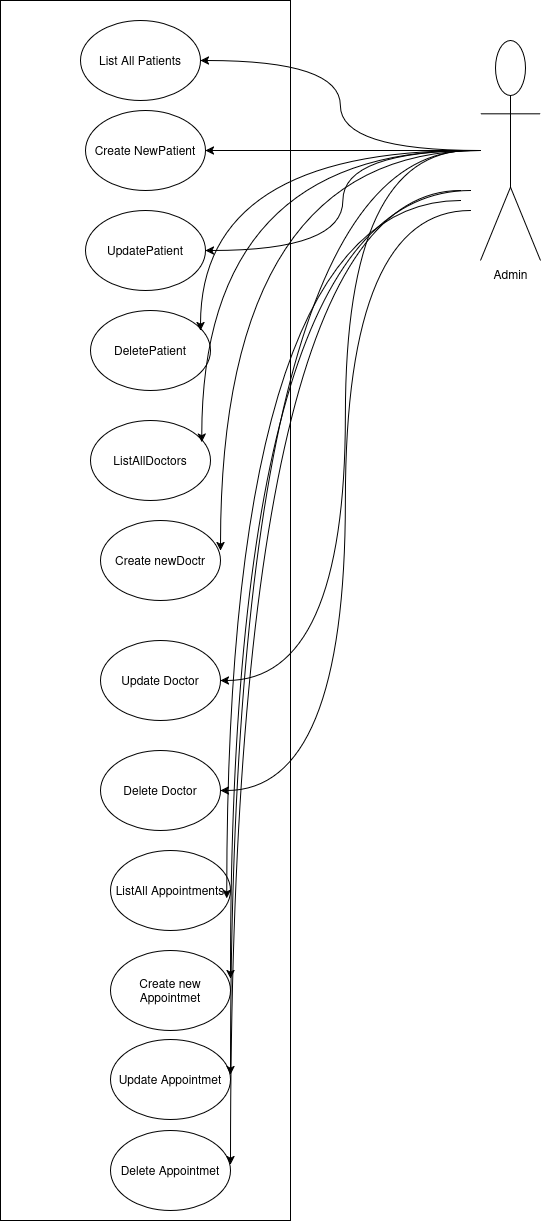 List All Patients
Create NewPatient
UpdatePatient
Admin
DeletePatient
ListAllDoctors
Create newDoctr
Update Doctor
Delete Doctor
ListAll Appointments
Create new
Appointmet
Update Appointmet
Delete Appointmet